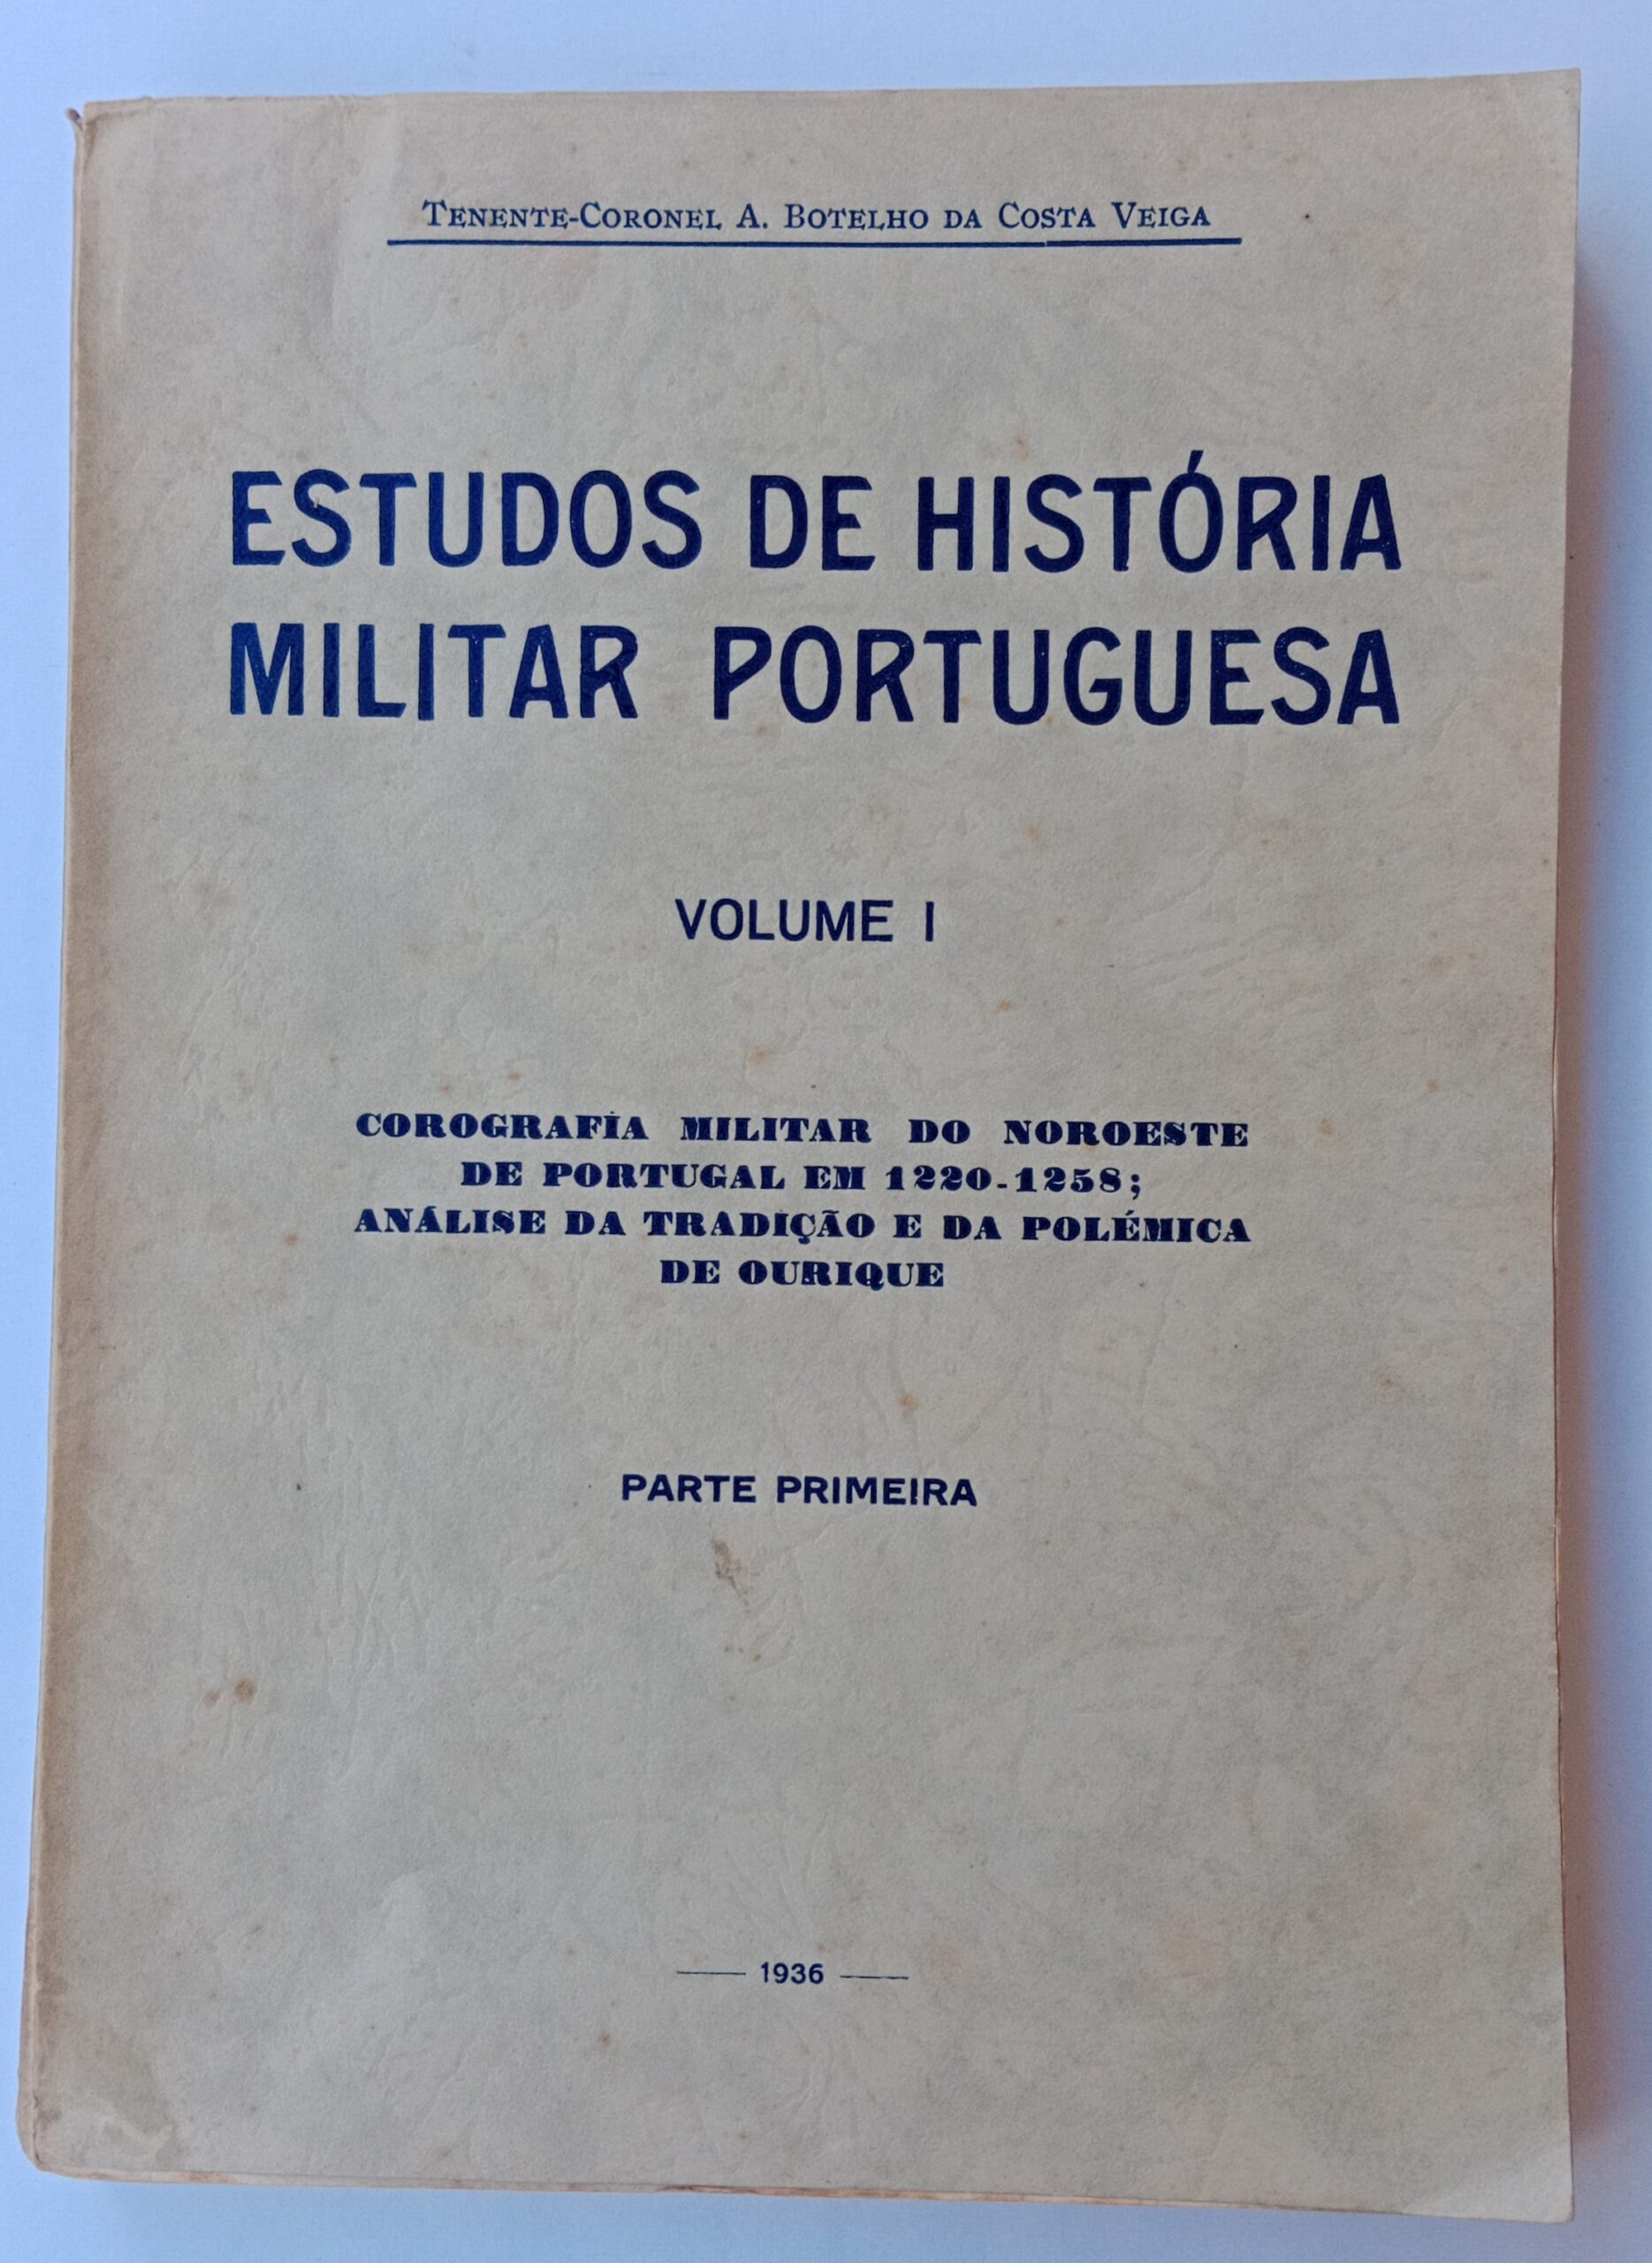 TENENTE-CORONEL A. BOTELHO DA COSTA VEIGA
ESTUDOS DE HISTÓRIA
MILITAR PORTUGUESA
VOLUME I
COROGRAFIA MILITAR DO NOROESTE
DE PORTUGAL EM 1220-1258;
ANÁLISE DA TRADIÇÃO E DA POLÉMICA
DE OURIQUE
PARTE PRIMEIRA
— 1936 —